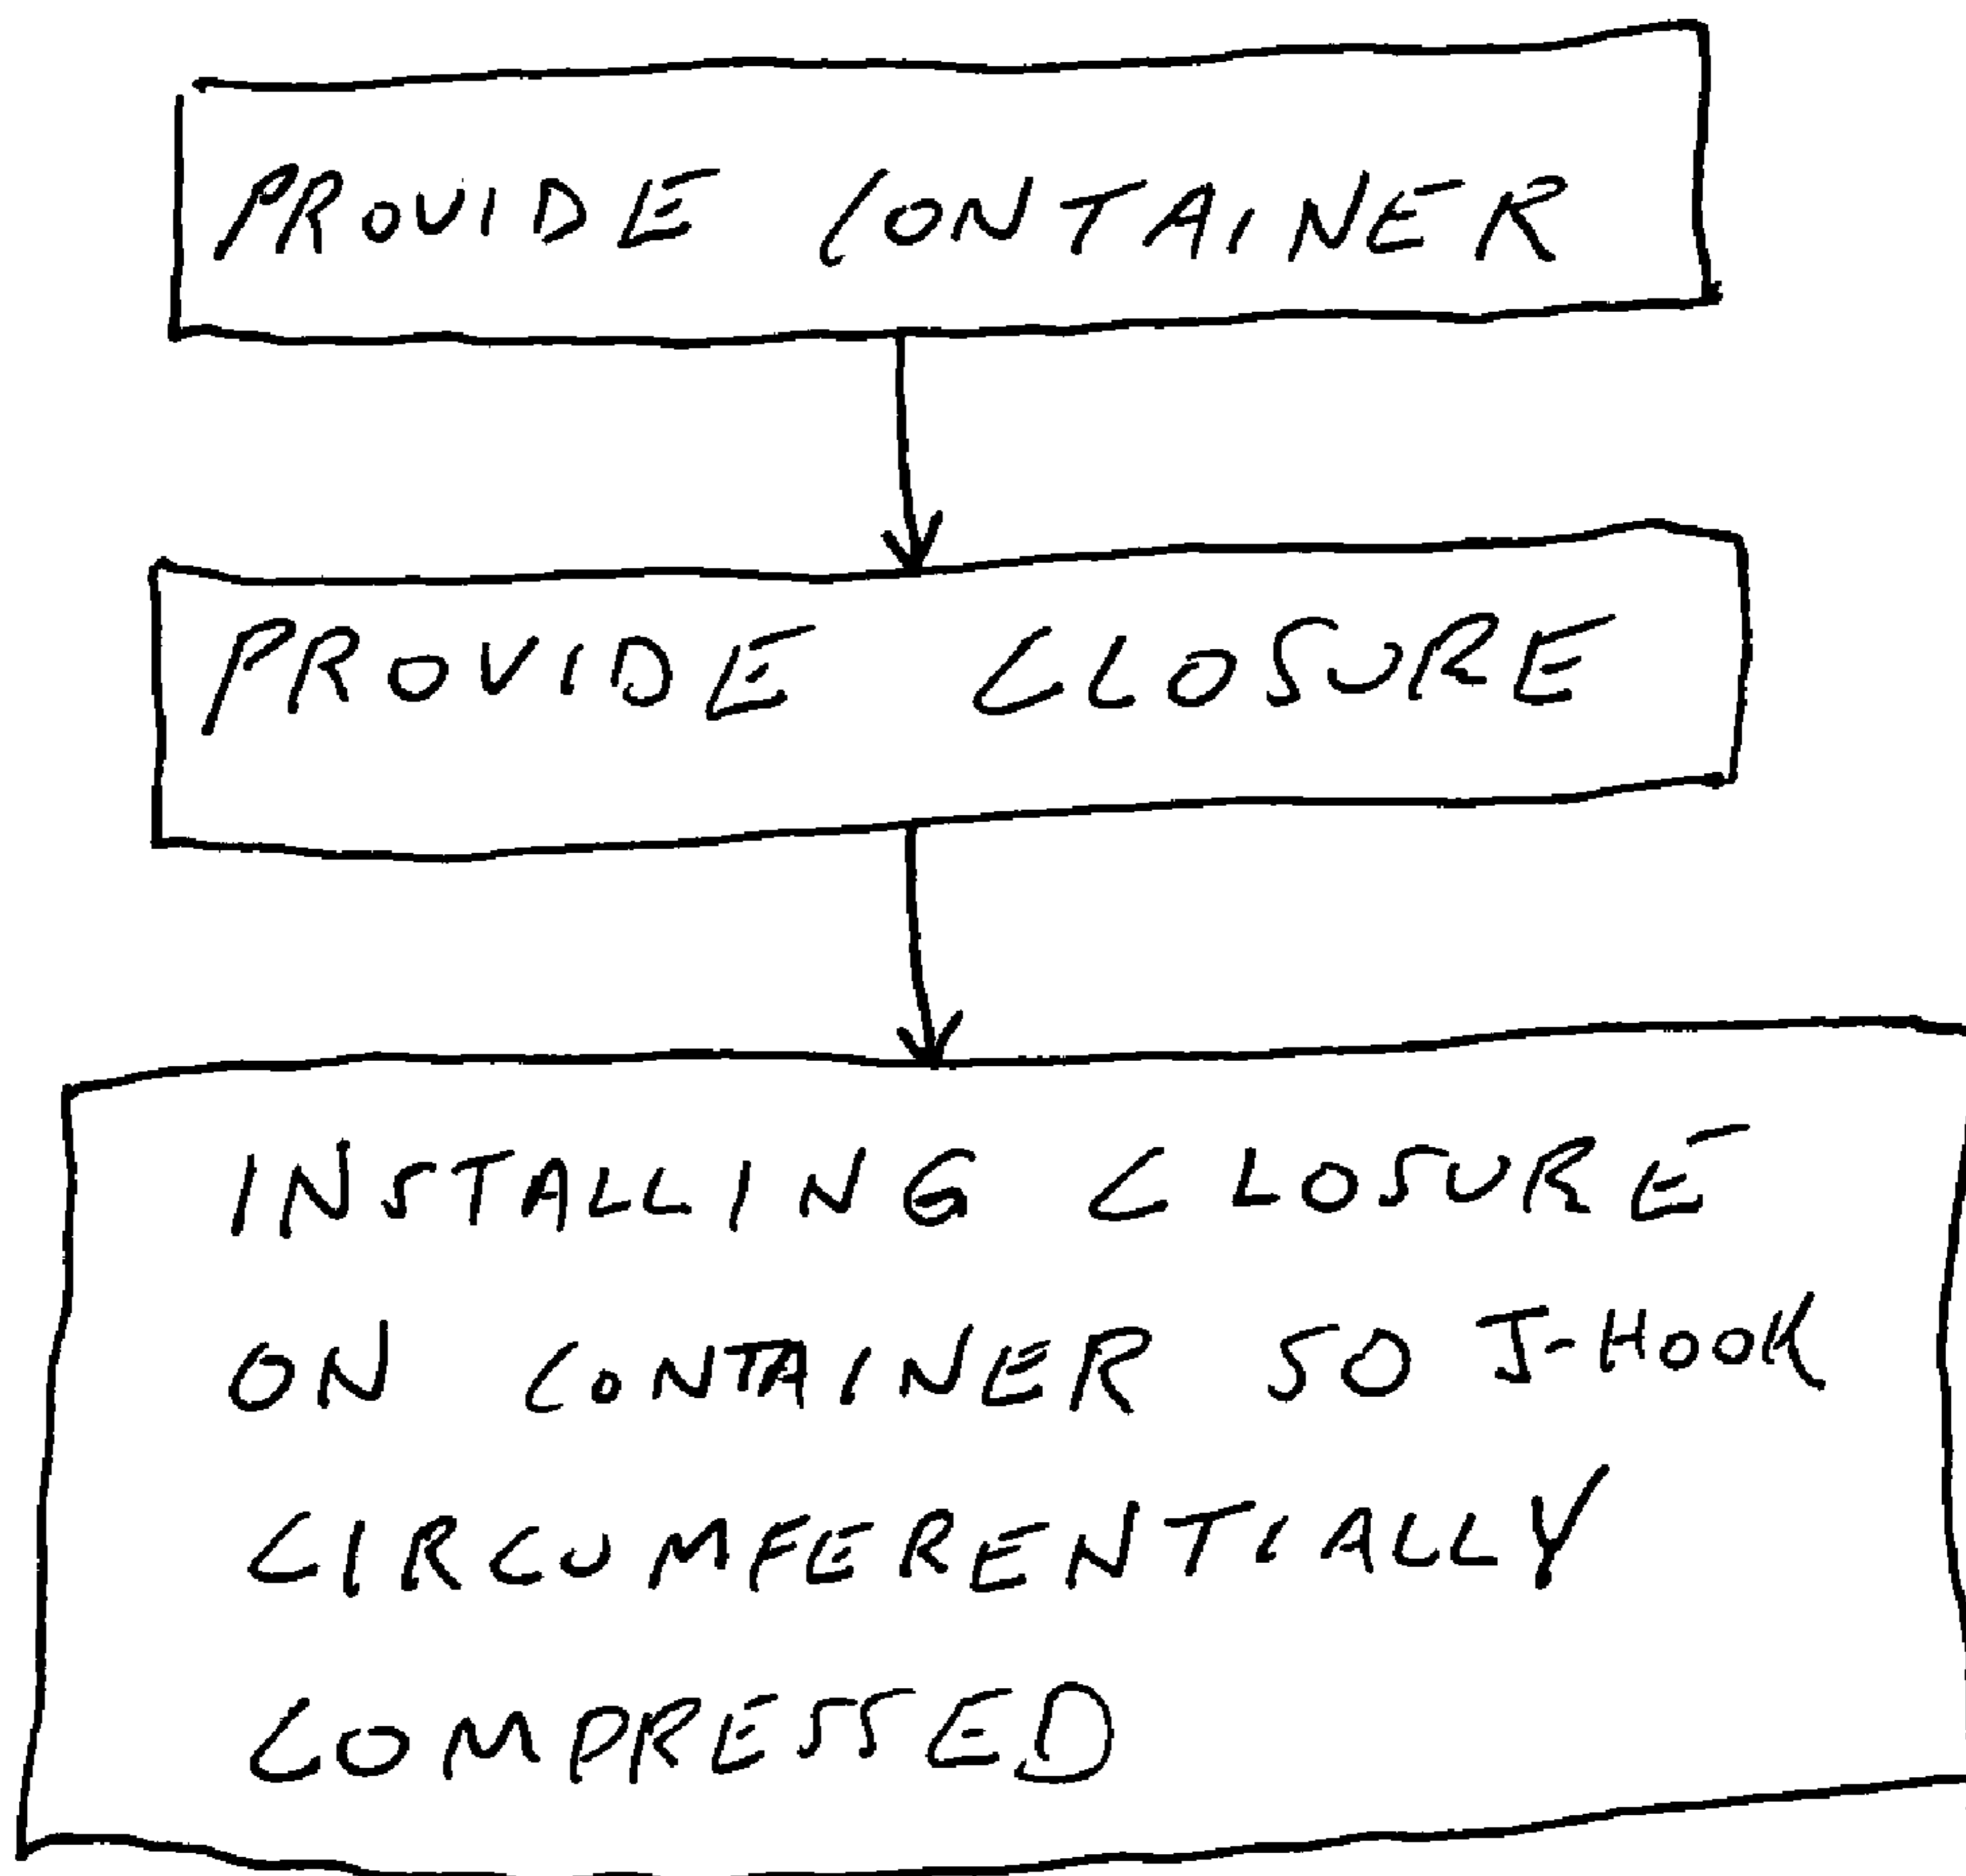 PROVIDE CONTAINER
PROVIDE CLOSURE
INSTALLING CLOSURE
ON CONTAINER SO J-HOOK
CIRCUMFERENTIALLY
COMPRESSED